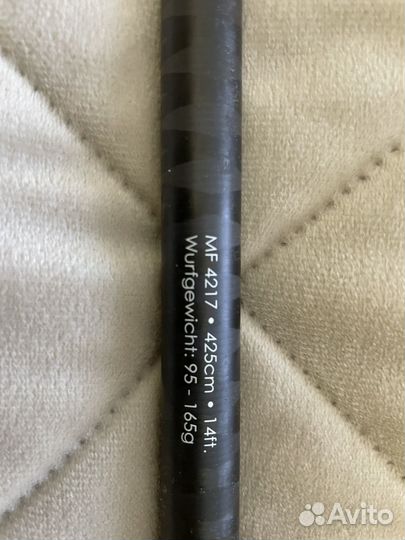 MF 4217 • 425cm • 14ft.
Wurfgewicht: 95 - 165g
Avito